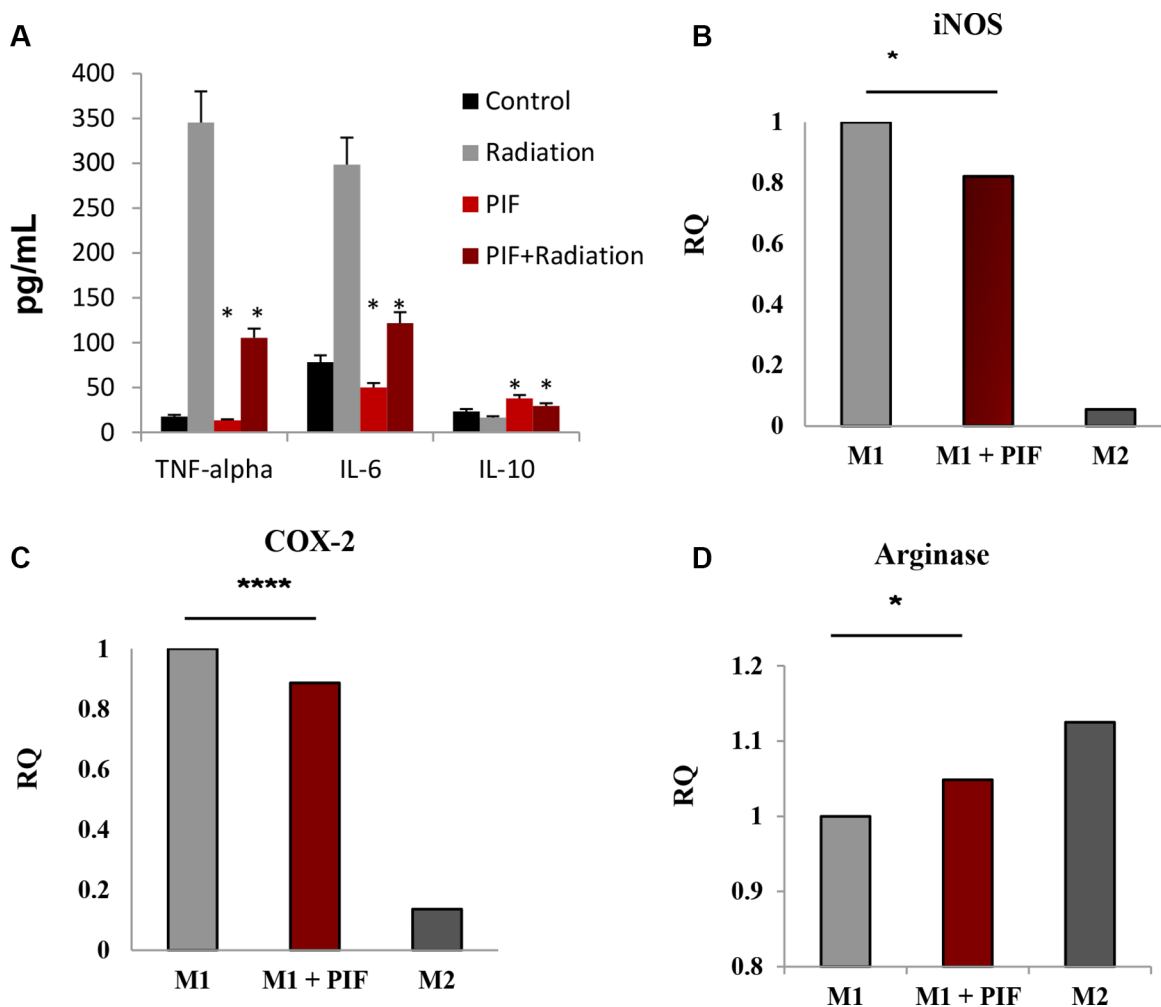 A
400
350
300
250
200
150
100
50
0
pg/mL
Control
Radiation
PIF
PIF+Radiation
* *
* *
* *
TNF-alpha IL-6 IL-10
B
iNOS
*
1
0.8
0.6
0.4
0.2
0
RQ
M1 M1 + PIF M2
C
COX-2
****
1
0.8
0.6
0.4
0.2
0
RQ
M1 M1 + PIF M2
D
Arginase
*
1.2
1.1
1
0.9
0.8
RQ
M1 M1 + PIF M2